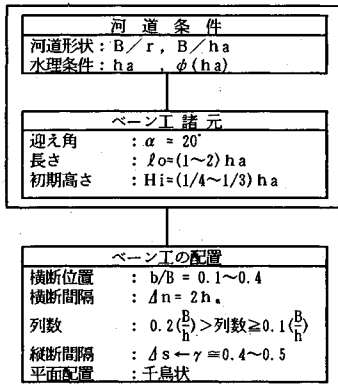 河道条件
河道形状：B／r，B／ha
水理条件：ha ，φ(ha)
ベーン工諸元
迎え角 ：α ≃ 20°
長さ ：ℓo≃(1～2)ha
初期高さ ：Hi≃(1/4～1/3)ha
ベーン工の配置
横断位置 ： b/B = 0.1～0.4
横断間隔 ： Δn = 2ha
列数 ： 0.2(B/h)＞列数≧0.1(B/h)
縦断間隔 ： Δs←γ≅0.4～0.5
平面配置 ： 千鳥状